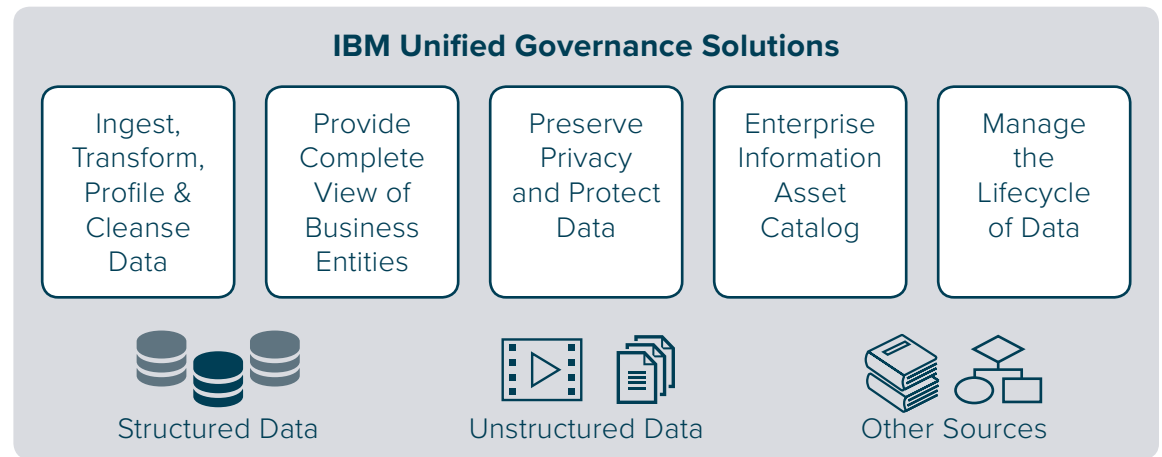 IBM Unified Governance Solutions
Ingest,
Transform,
Profile &
Cleanse
Data
Provide
Complete
View of
Business
Entities
Preserve
Privacy
and Protect
Data
Enterprise
Information
Asset
Catalog
Manage
the
Lifecycle
of Data
Structured Data
Unstructured Data
Other Sources